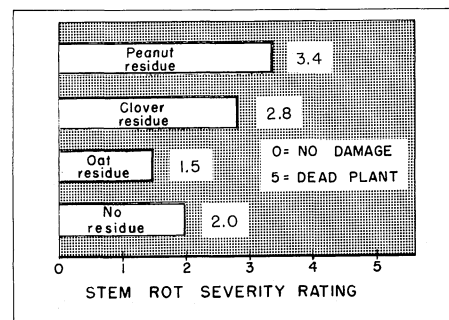 Peanut
residue
3.4
Clover
residue
2.8
Oat
residue
1.5
O = NO DAMAGE
5 = DEAD PLANT
No
residue
2.0
0 1 2 3 4 5
STEM ROT SEVERITY RATING